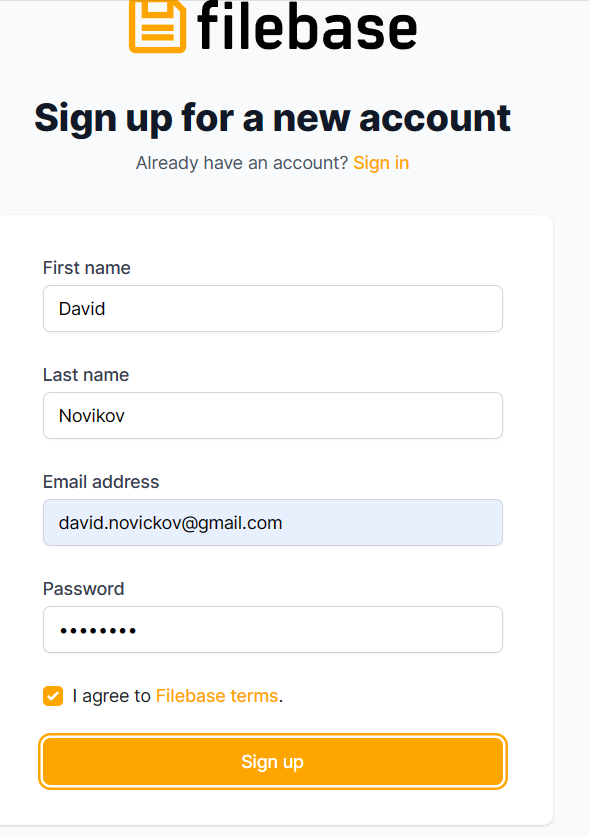 filebase
Sign up for a new account
Already have an account? Sign in
First name
David
Last name
Novikov
Email address
david.novickov@gmail.com
Password
••••••••
I agree to Filebase terms.
Sign up